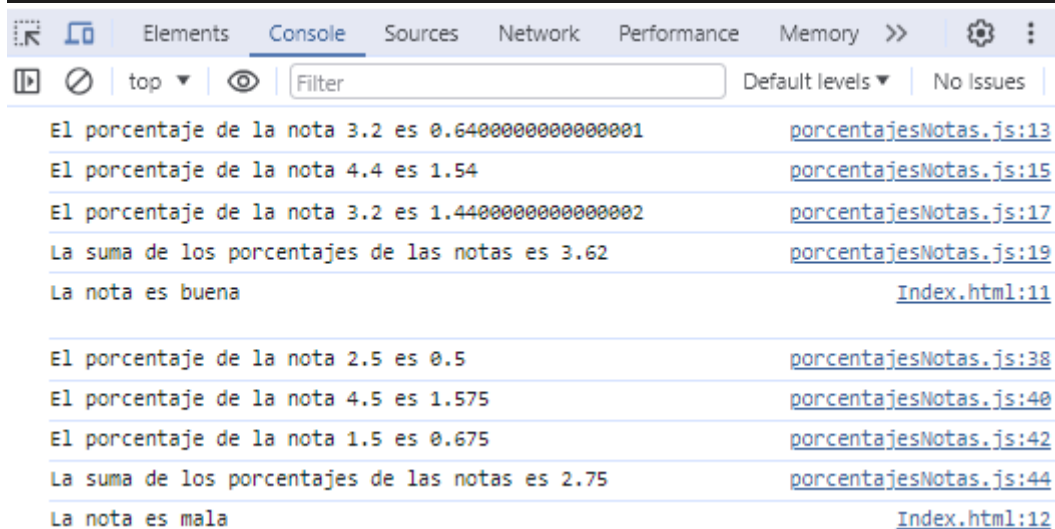 Elements Console Sources Network Performance Memory >>
top ▼ Filter Default levels ▼ No Issues
El porcentaje de la nota 3.2 es 0.6400000000000001 porcentajesNotas.js:13
El porcentaje de la nota 4.4 es 1.54 porcentajesNotas.js:15
El porcentaje de la nota 3.2 es 1.4400000000000002 porcentajesNotas.js:17
La suma de los porcentajes de las notas es 3.62 porcentajesNotas.js:19
La nota es buena Index.html:11
El porcentaje de la nota 2.5 es 0.5 porcentajesNotas.js:38
El porcentaje de la nota 4.5 es 1.575 porcentajesNotas.js:40
El porcentaje de la nota 1.5 es 0.675 porcentajesNotas.js:42
La suma de los porcentajes de las notas es 2.75 porcentajesNotas.js:44
La nota es mala Index.html:12